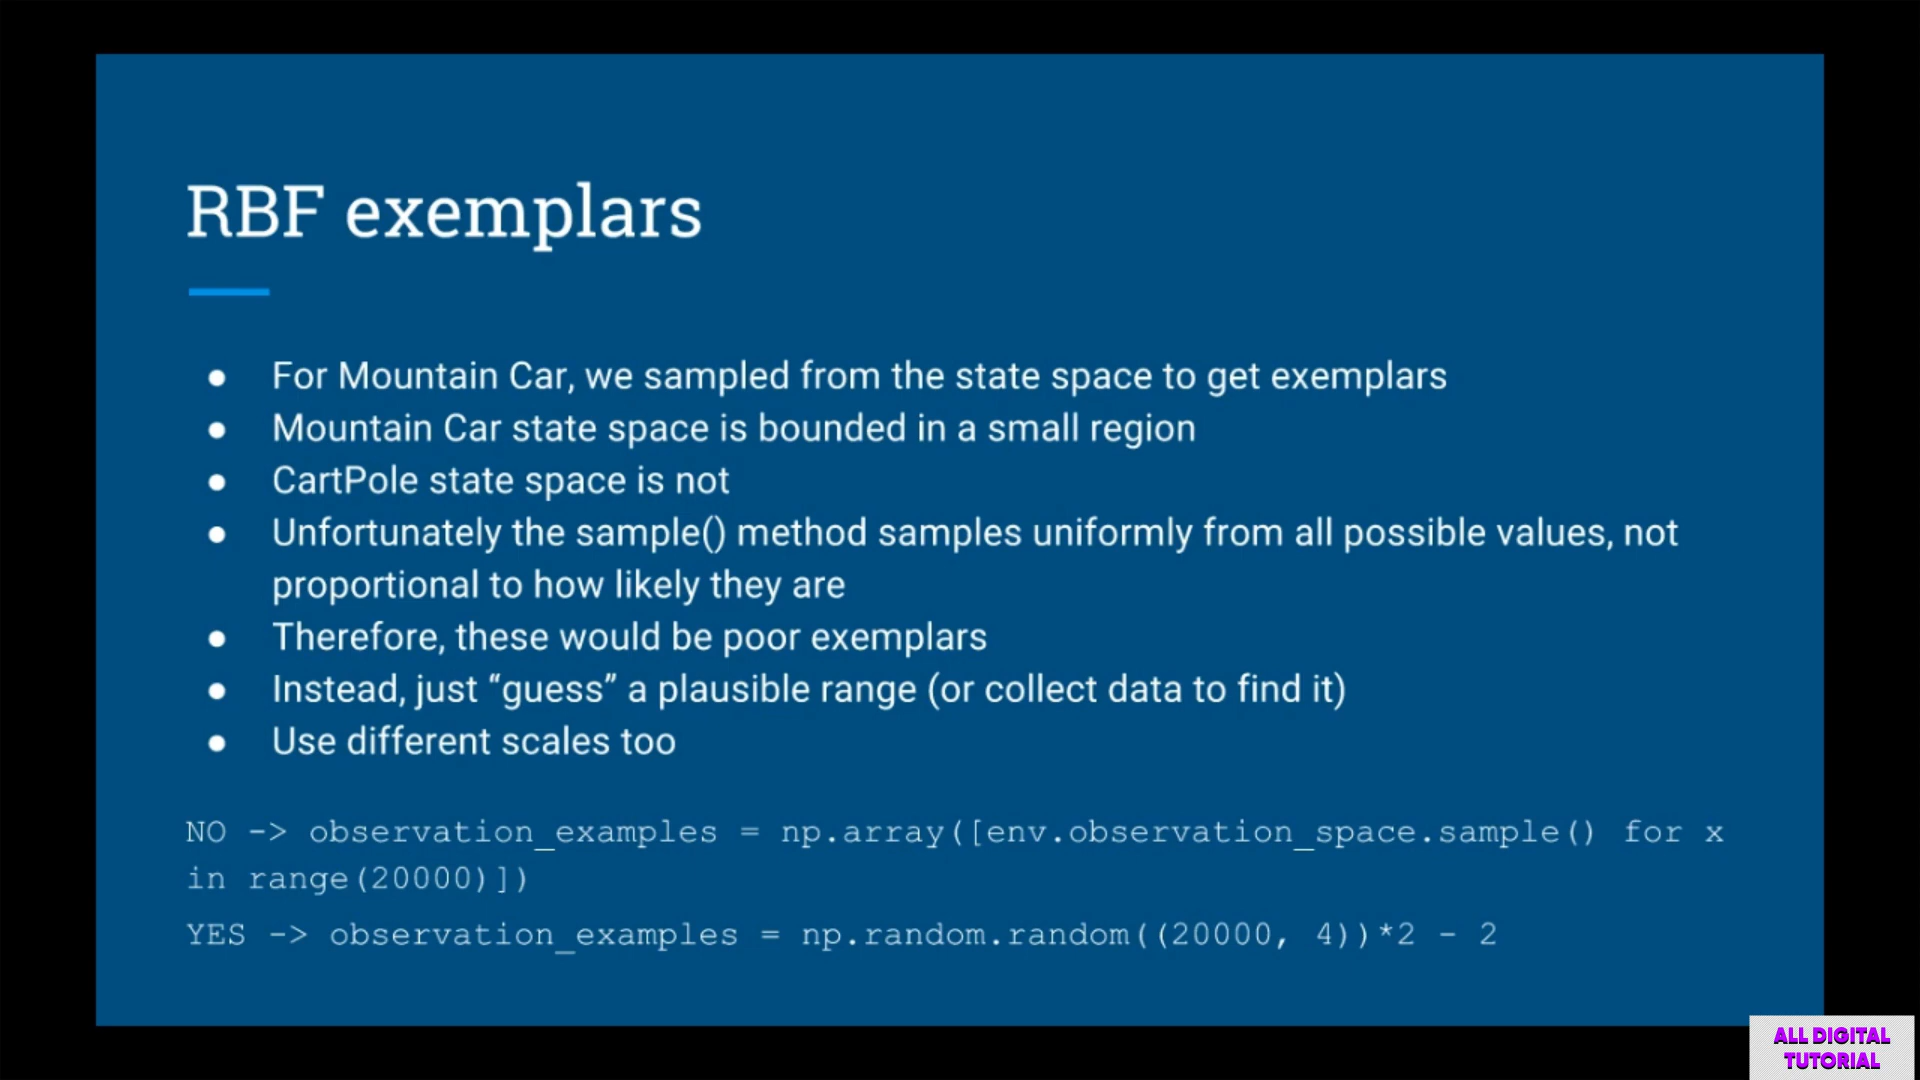 RBF exemplars
● For Mountain Car, we sampled from the state space to get exemplars
● Mountain Car state space is bounded in a small region
● CartPole state space is not
● Unfortunately the sample() method samples uniformly from all possible values, not
proportional to how likely they are
● Therefore, these would be poor exemplars
● Instead, just “guess” a plausible range (or collect data to find it)
● Use different scales too
NO -> observation_examples = np.array([env.observation_space.sample() for x
in range(20000)])
YES -> observation_examples = np.random.random((20000, 4))*2 - 2
ALL DIGITAL
TUTORIAL